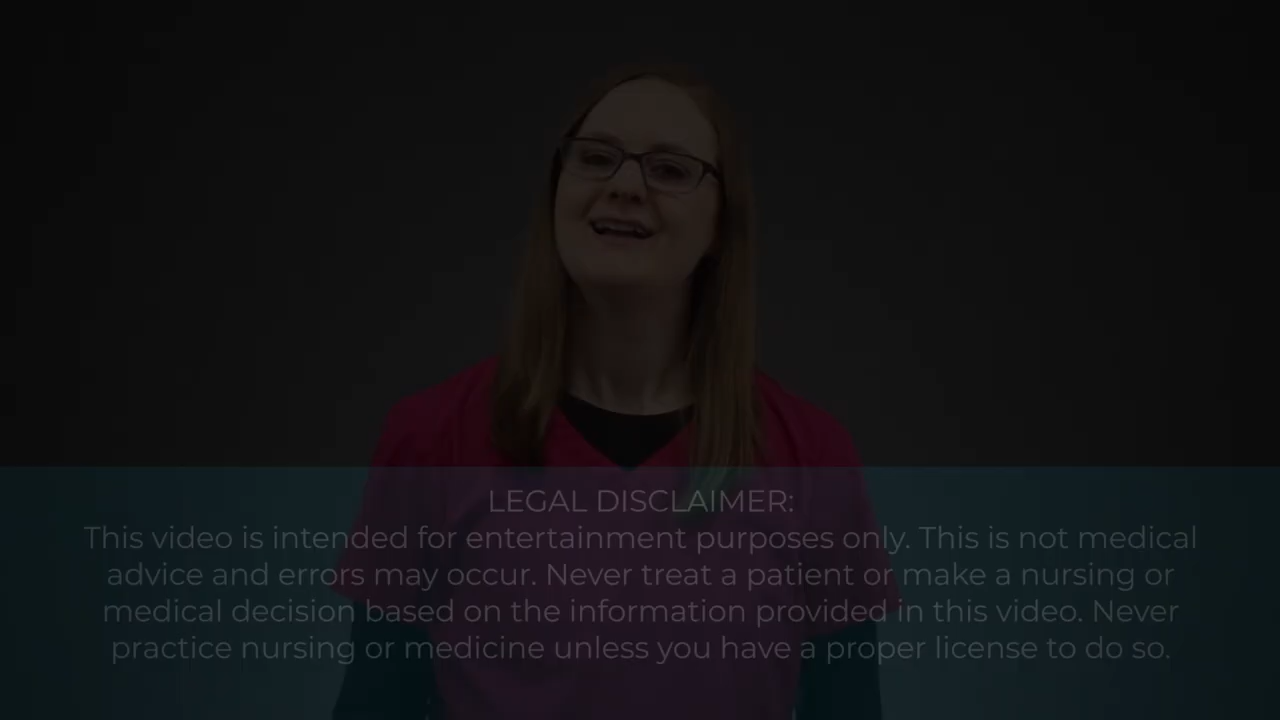 LEGAL DISCLAIMER:
This video is intended for entertainment purposes only. This is not medical
advice and errors may occur. Never treat a patient or make a nursing or
medical decision based on the information provided in this video. Never
practice nursing or medicine unless you have a proper license to do so.